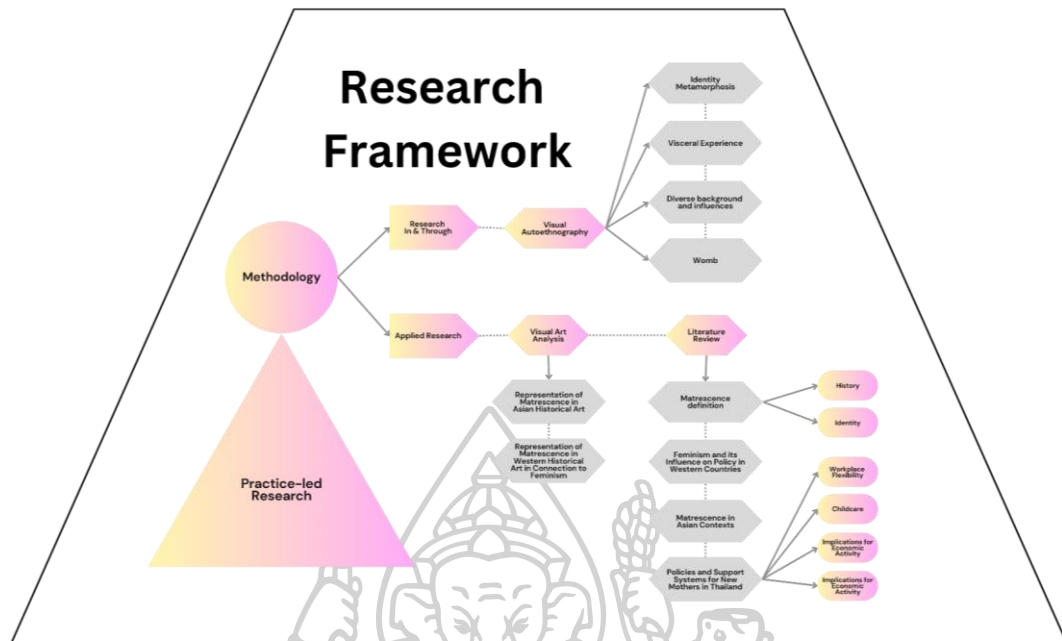 Research
Framework
Methodology
Practice-led
Research
Research
In & Through
Visual
Autoethnography
Identity
Metamorphosis
Visceral Experience
Diverse background
and influences
Womb
Applied Research
Visual Art
Analysis
Literature
Review
Representation of
Matrescence in
Asian Historical Art
Representation of
Matrescence in
Western Historical
Art in Connection to
Feminism
Matrescence
definition
History
Identity
Feminism and its
Influence on Policy in
Western Countries
Matrescence in
Asian Contexts
Policies and Support
Systems for New
Mothers in Thailand
Workplace
Flexibility
Childcare
Implications for
Economic
Activity
Implications for
Economic
Activity